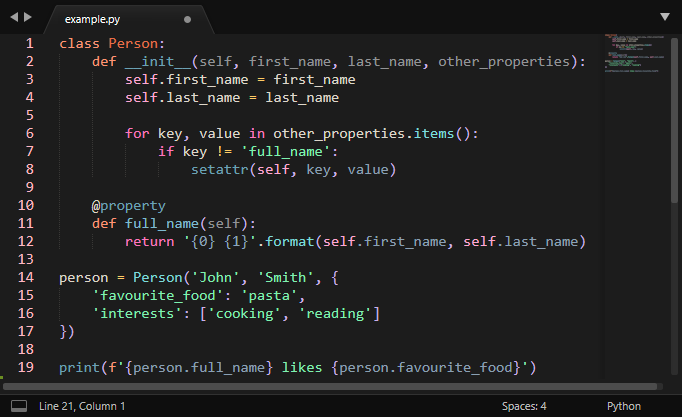 example.py
1 class Person:
2     def __init__(self, first_name, last_name, other_properties):
3         self.first_name = first_name
4         self.last_name = last_name
5
6         for key, value in other_properties.items():
7             if key != 'full_name':
8                 setattr(self, key, value)
9
10     @property
11     def full_name(self):
12         return '{0} {1}'.format(self.first_name, self.last_name)
13
14 person = Person('John', 'Smith', {
15     'favourite_food': 'pasta',
16     'interests': ['cooking', 'reading']
17 })
18
19 print(f'{person.full_name} likes {person.favourite_food}')
Line 21, Column 1 Spaces: 4 Python